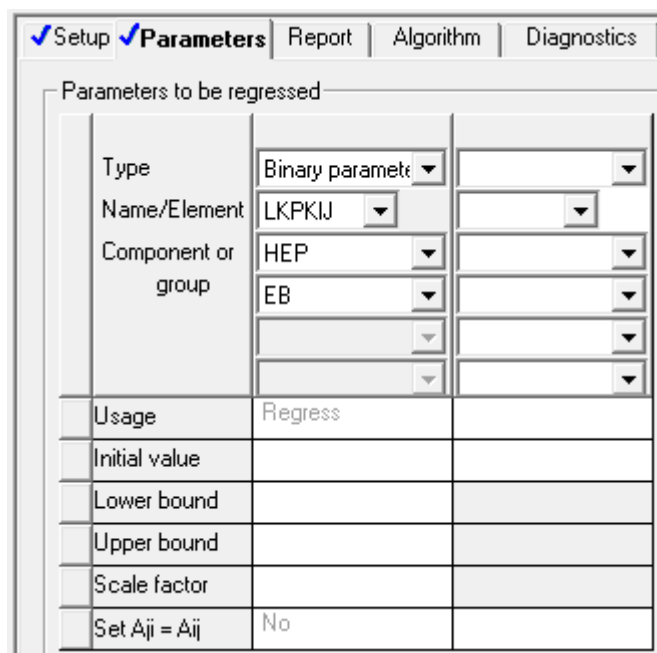 Setup Parameters Report Algorithm Diagnostics
Parameters to be regressed
Type Binary paramete
Name/Element LKPKIJ
Component or HEP
group
EB
Usage Regress
Initial value
Lower bound
Upper bound
Scale factor
Set Aji = Aij No